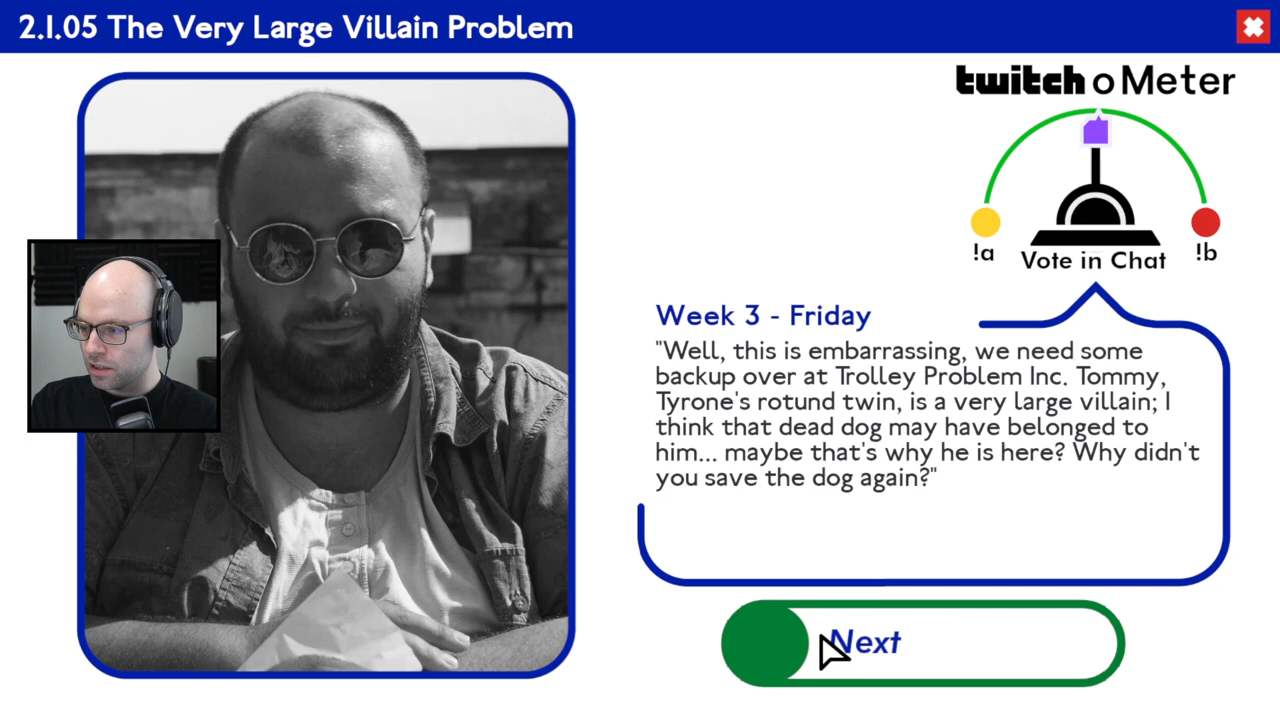 2.1.05 The Very Large Villain Problem
twitch o Meter
!a
Vote in Chat
!b
Week 3 - Friday
"Well, this is embarrassing, we need some
backup over at Trolley Problem Inc. Tommy,
Tyrone's rotund twin, is a very large villain; I
think that dead dog may have belonged to
him... maybe that's why he is here? Why didn't
you save the dog again?"
Next